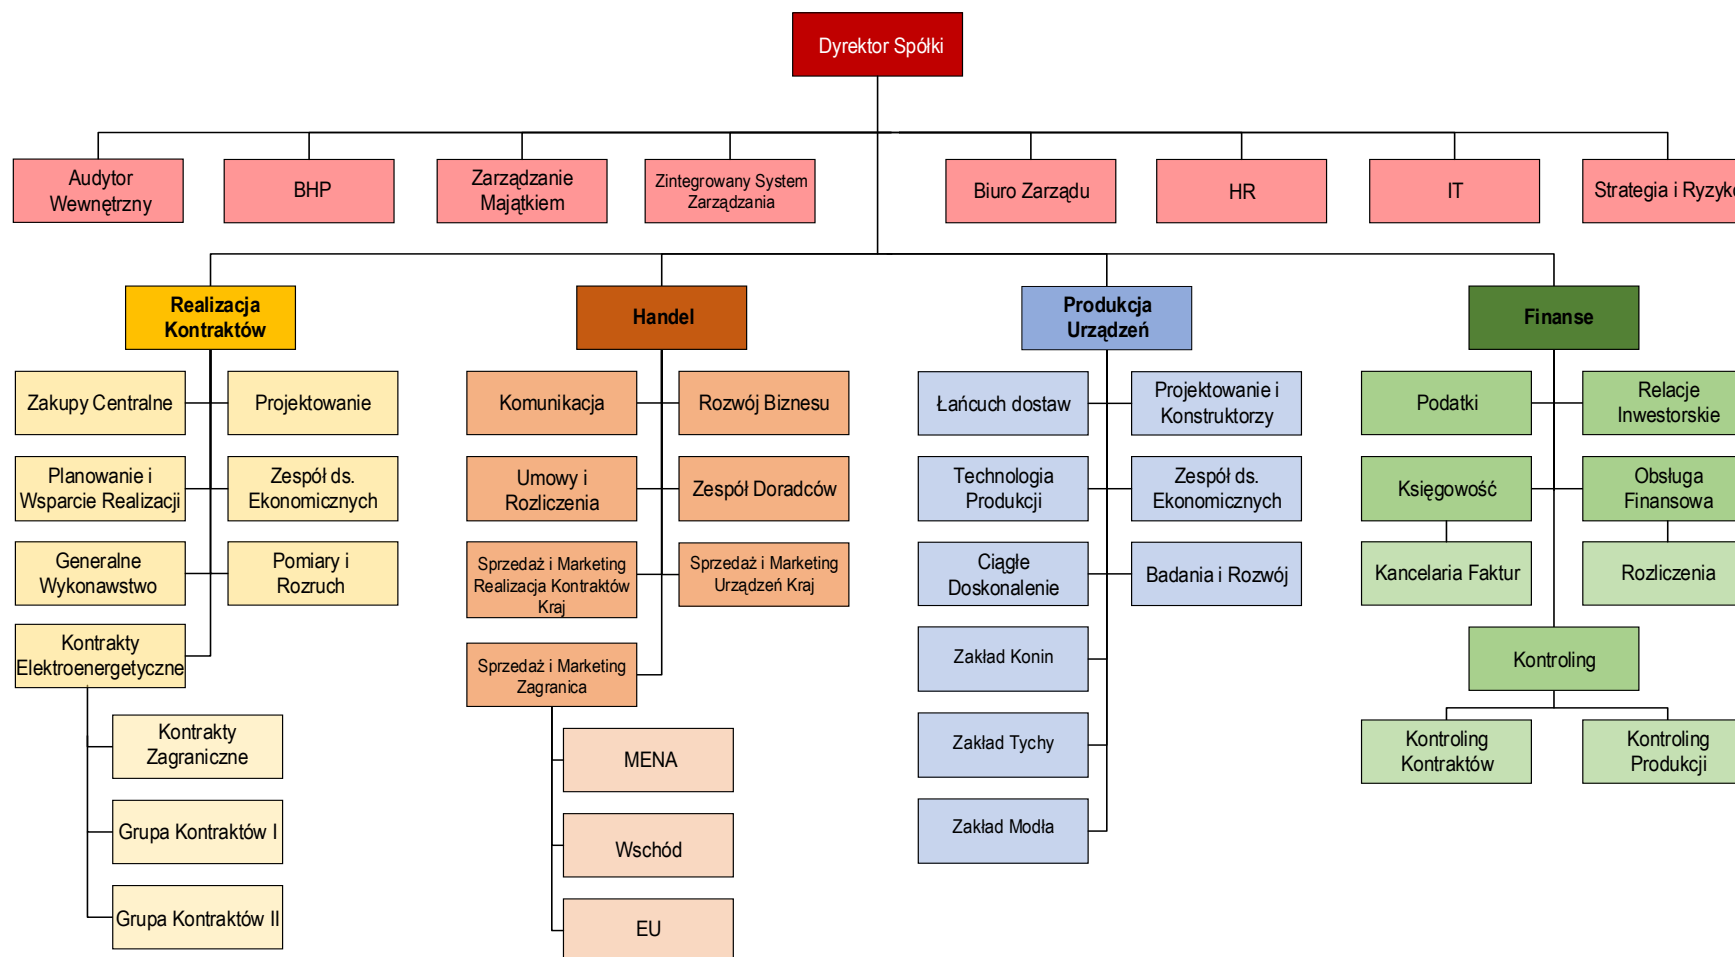 Dyrektor Spółki
Audytor
Wewnętrzny
BHP
Zarządzanie
Majątkiem
Zintegrowany System
Zarządzania
Biuro Zarządu
HR
IT
Strategia i Ryzyko
Realizacja
Kontraktów
Handel
Produkcja
Urządzeń
Finanse
Zakupy Centralne
Projektowanie
Planowanie i
Wsparcie Realizacji
Zespół ds.
Ekonomicznych
Generalne
Wykonawstwo
Pomiary i
Rozruch
Kontrakty
Elektroenergetyczne
Kontrakty
Zagraniczne
Grupa Kontraktów I
Grupa Kontraktów II
Komunikacja
Rozwój Biznesu
Umowy i
Rozliczenia
Zespół Doradców
Sprzedaż i Marketing
Realizacja Kontraktów
Kraj
Sprzedaż i Marketing
Urządzeń Kraj
Sprzedaż i Marketing
Zagranica
MENA
Wschód
EU
Łańcuch dostaw
Projektowanie i
Konstruktorzy
Technologia
Produkcji
Zespół ds.
Ekonomicznych
Ciągłe
Doskonalenie
Badania i Rozwój
Zakład Konin
Zakład Tychy
Zakład Modła
Podatki
Relacje
Inwestorskie
Księgowość
Obsługa
Finansowa
Kancelaria Faktur
Rozliczenia
Kontroling
Kontroling
Kontraktów
Kontroling
Produkcji